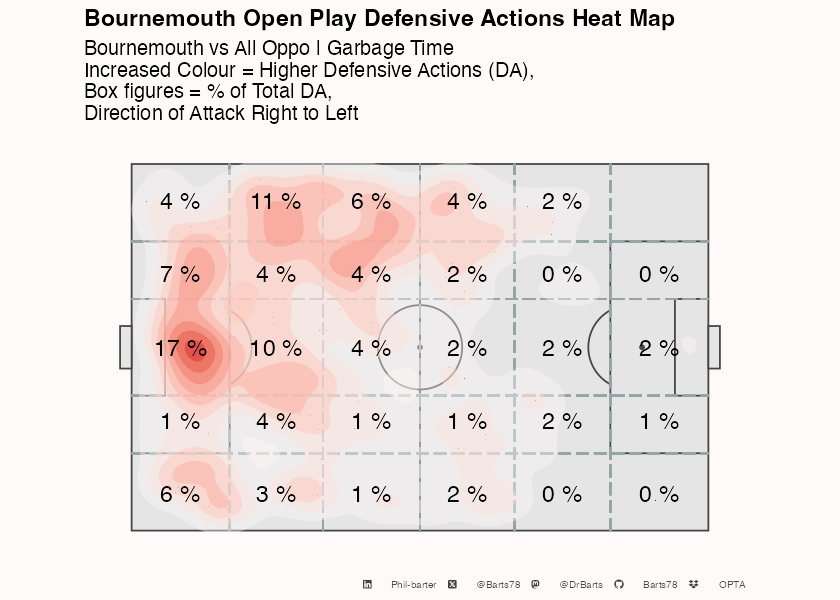 Bournemouth Open Play Defensive Actions Heat Map
Bournemouth vs All Oppo I Garbage Time
Increased Colour = Higher Defensive Actions (DA),
Box figures = % of Total DA,
Direction of Attack Right to Left
4 % 11 % 6 % 4 % 2 %
7 % 4 % 4 % 2 % 0 % 0 %
17 % 10 % 4 % 2 % 2 % 2 %
1 % 4 % 1 % 1 % 2 % 1 %
6 % 3 % 1 % 2 % 0 % 0 %
Phil-barter @Barts78 @DrBarts Barts78 OPTA